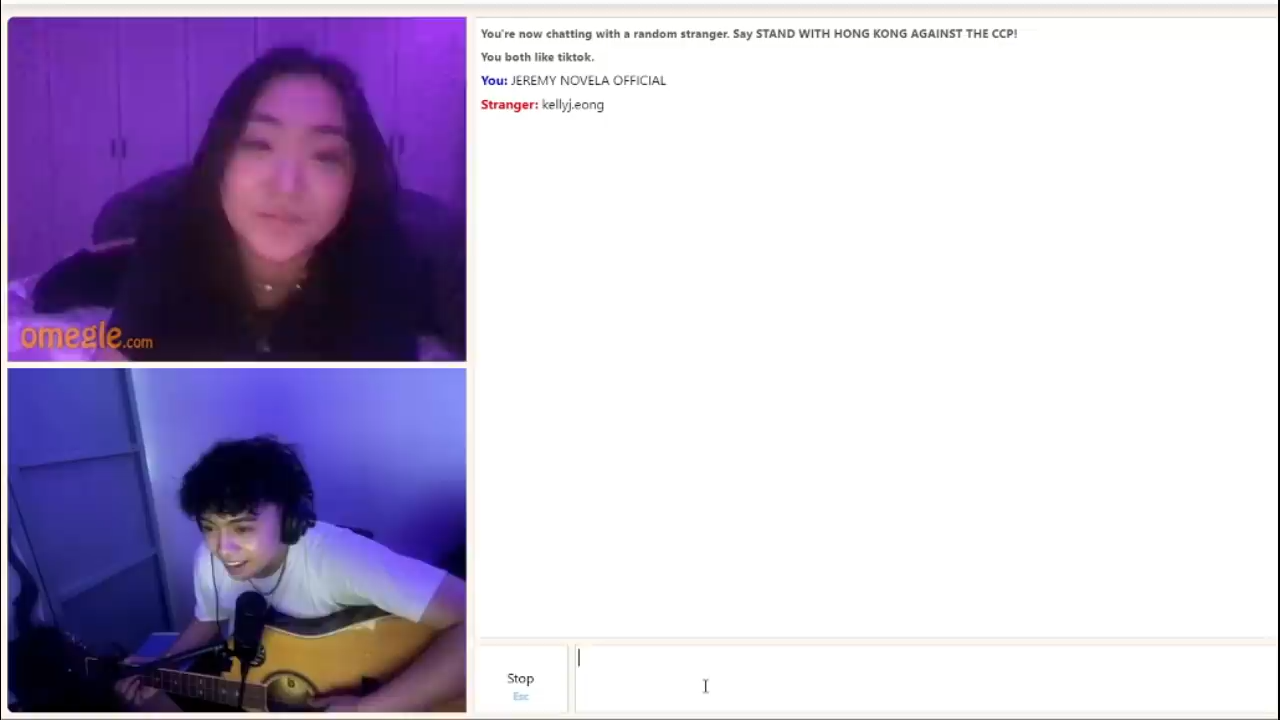 You're now chatting with a random stranger. Say STAND WITH HONG KONG AGAINST THE CCP!
You both like tiktok.
You: JEREMY NOVELA OFFICIAL
Stranger: kellyj.eong
omegle.com
Stop
Esc